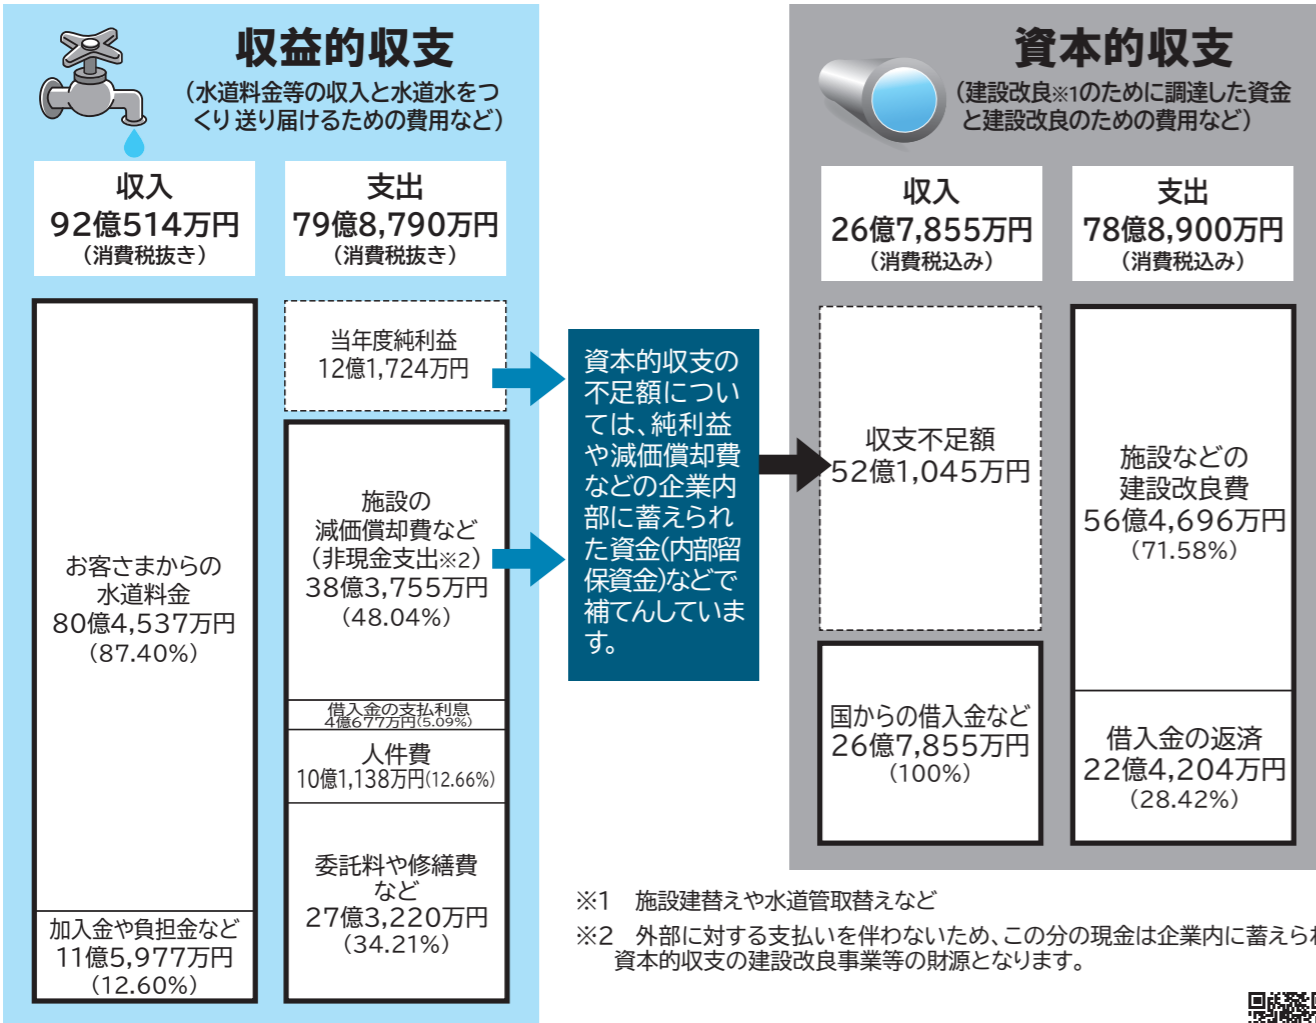 収益的収支
（水道料金等の収入と水道水をつ
くり送り届けるための費用など）
収入
92億514万円
（消費税抜き）
支出
79億8,790万円
（消費税抜き）
お客さまからの
水道料金
80億4,537万円
（87.40%）
加入金や負担金など
11億5,977万円
（12.60%）
当年度純利益
12億1,724万円
施設の
減価償却費など
（非現金支出※2）
38億3,755万円
（48.04%）
借入金の支払利息
4億677万円(5.09%)
人件費
10億1,138万円(12.66%)
委託料や修繕費
など
27億3,220万円
（34.21%）
資本的収支の
不足額につい
ては、純利益
や減価償却費
などの企業内
部に蓄えられ
た資金(内部留
保資金)などで
補てんしていま
す。
資本的収支
（建設改良※1のために調達した資金
と建設改良のための費用など）
収入
26億7,855万円
（消費税込み）
支出
78億8,900万円
（消費税込み）
収支不足額
52億1,045万円
国からの借入金など
26億7,855万円
（100%）
施設などの
建設改良費
56億4,696万円
（71.58%）
借入金の返済
22億4,204万円
（28.42%）
※1　施設建替えや水道管取替えなど
※2　外部に対する支払いを伴わないため、この分の現金は企業内に蓄えられ
資本的収支の建設改良事業等の財源となります。